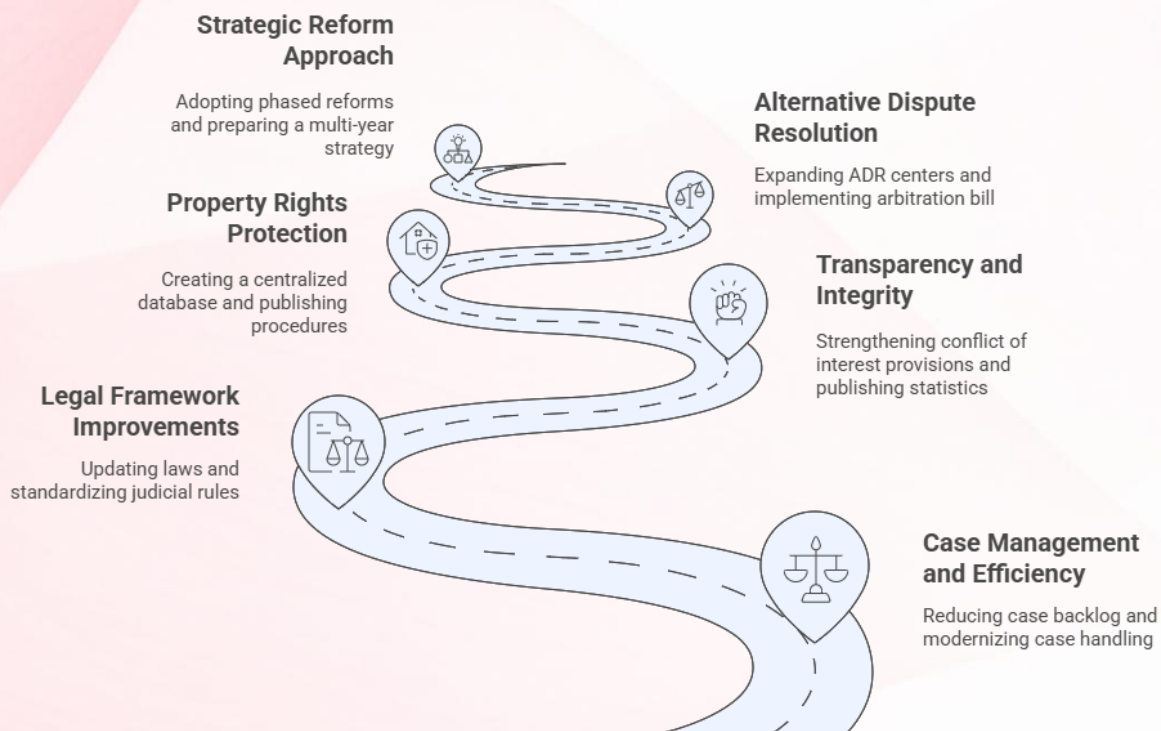 Strategic Reform
Approach
Adopting phased reforms
and preparing a multi-year
strategy
Alternative Dispute
Resolution
Expanding ADR centers and
implementing arbitration bill
Property Rights
Protection
Creating a centralized
database and publishing
procedures
Transparency and
Integrity
Strengthening conflict of
interest provisions and
publishing statistics
Legal Framework
Improvements
Updating laws and
standardizing judicial rules
Case Management
and Efficiency
Reducing case backlog and
modernizing case handling